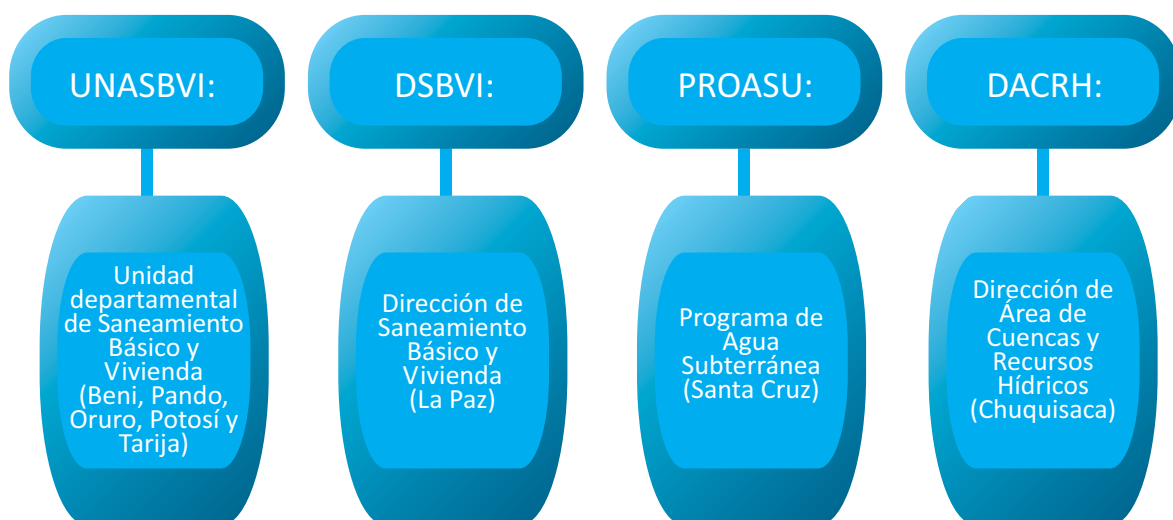 UNASBVI:
Unidad
departamental
de Saneamiento
Básico y
Vivienda
(Beni, Pando,
Oruro, Potosí y
Tarija)
DSBVI:
Dirección de
Saneamiento
Básico y
Vivienda
(La Paz)
PROASU:
Programa de
Agua
Subterránea
(Santa Cruz)
DACRH:
Dirección de
Área de
Cuencas y
Recursos
Hídricos
(Chuquisaca)